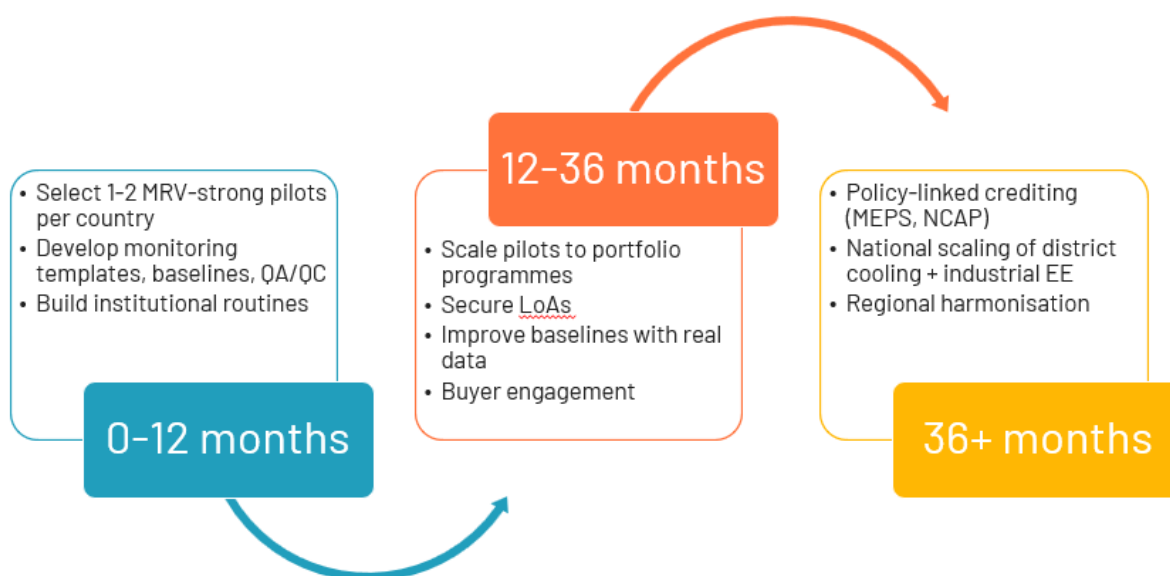 • Select 1-2 MRV-strong pilots
per country
• Develop monitoring
templates, baselines, QA/QC
• Build institutional routines
0-12 months
12-36 months
• Scale pilots to portfolio
programmes
• Secure LoAs
• Improve baselines with real
data
• Buyer engagement
• Policy-linked crediting
(MEPS, NCAP)
• National scaling of district
cooling + industrial EE
• Regional harmonisation
36+ months